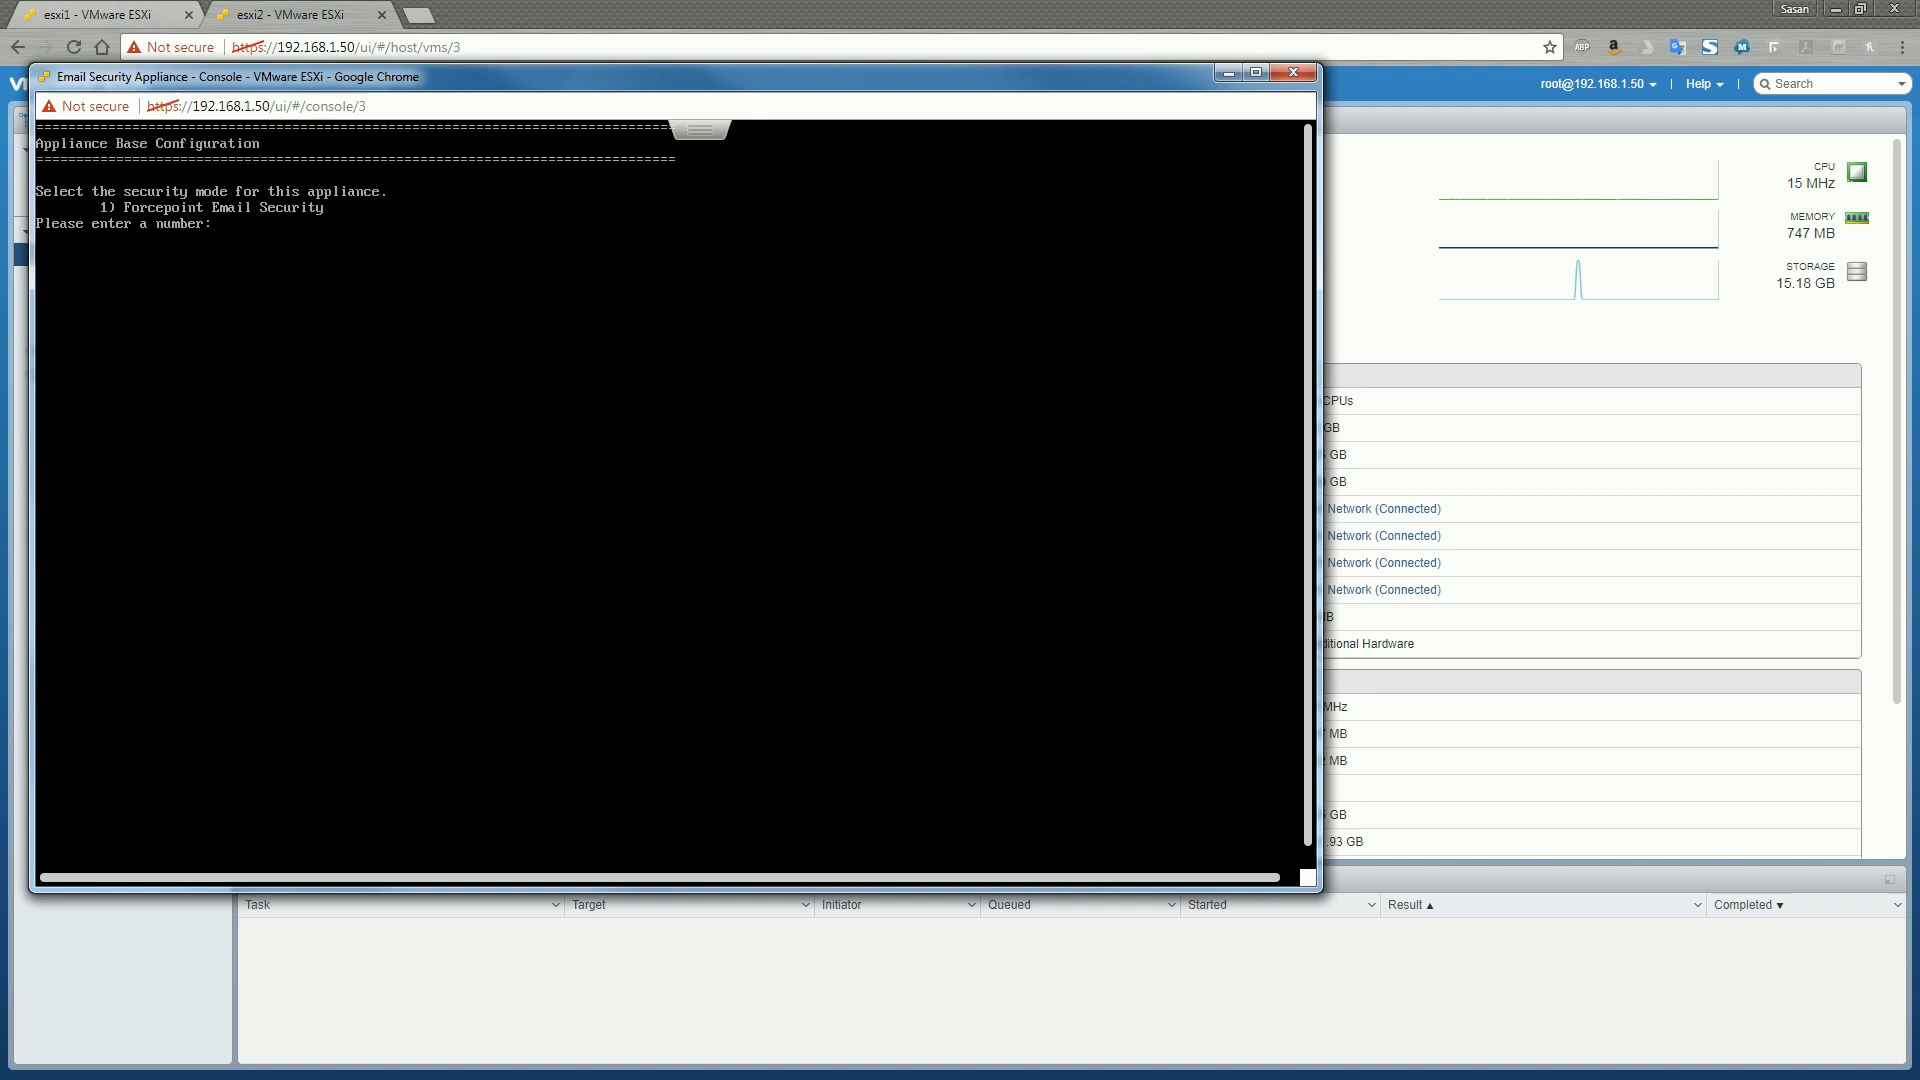 esxi1 - VMware ESXi
esxi2 - VMware ESXi
Sasan
Not secure https://192.168.1.50/ui/#/host/vms/3
ABP
root@192.168.1.50 | Help | Search
Email Security Appliance - Console - VMware ESXi - Google Chrome
Not secure https://192.168.1.50/ui/#/console/3
================================================================================
Appliance Base Configuration
================================================================================
Select the security mode for this appliance.
1) Forcepoint Email Security
Please enter a number:
CPU
15 MHz
MEMORY
747 MB
STORAGE
15.18 GB
CPUs
GB
GB
GB
Network (Connected)
Network (Connected)
Network (Connected)
Network (Connected)
Hardware
MHz
MB
MB
GB
.93 GB
Task Target Initiator Queued Started Result ▲ Completed ▼